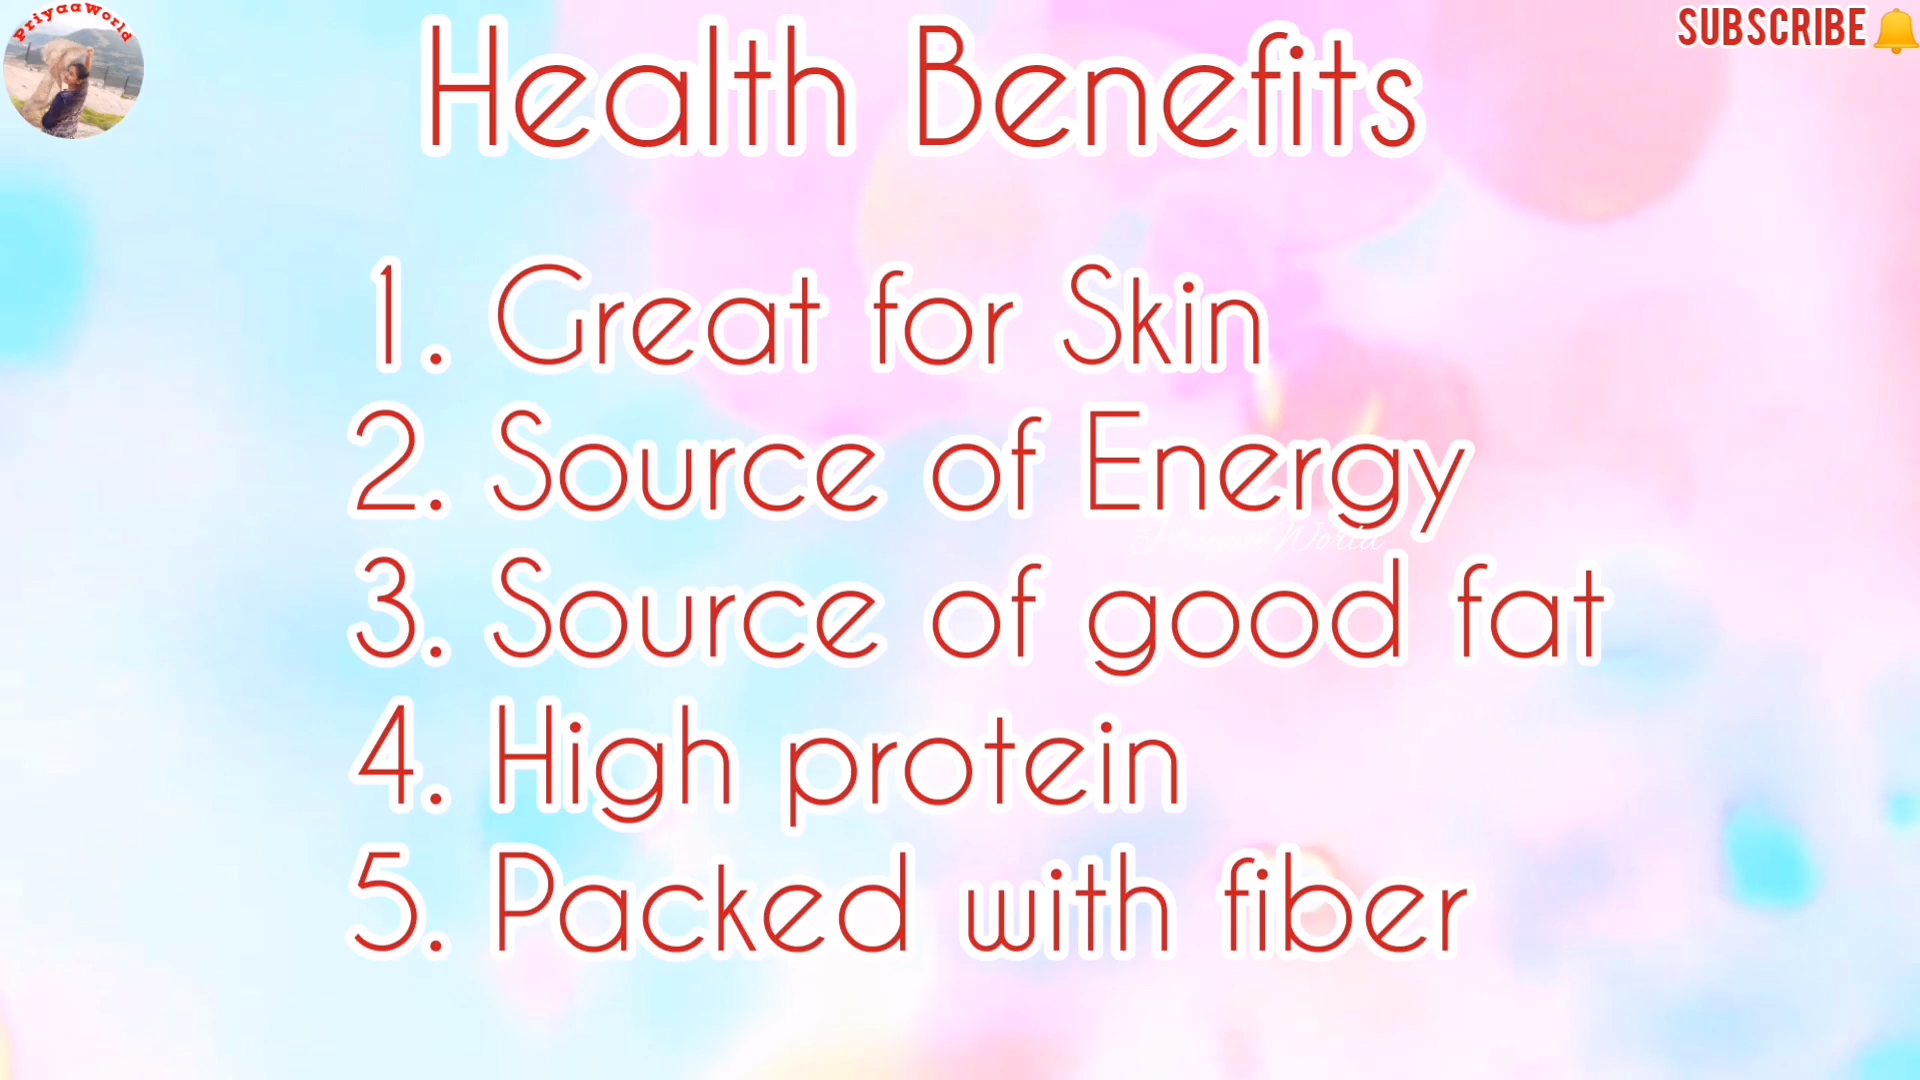 PriyaaWorld
SUBSCRIBE
Health Benefits
1. Great for Skin
2. Source of Energy
3. Source of good fat
4. High protein
5. Packed with fiber